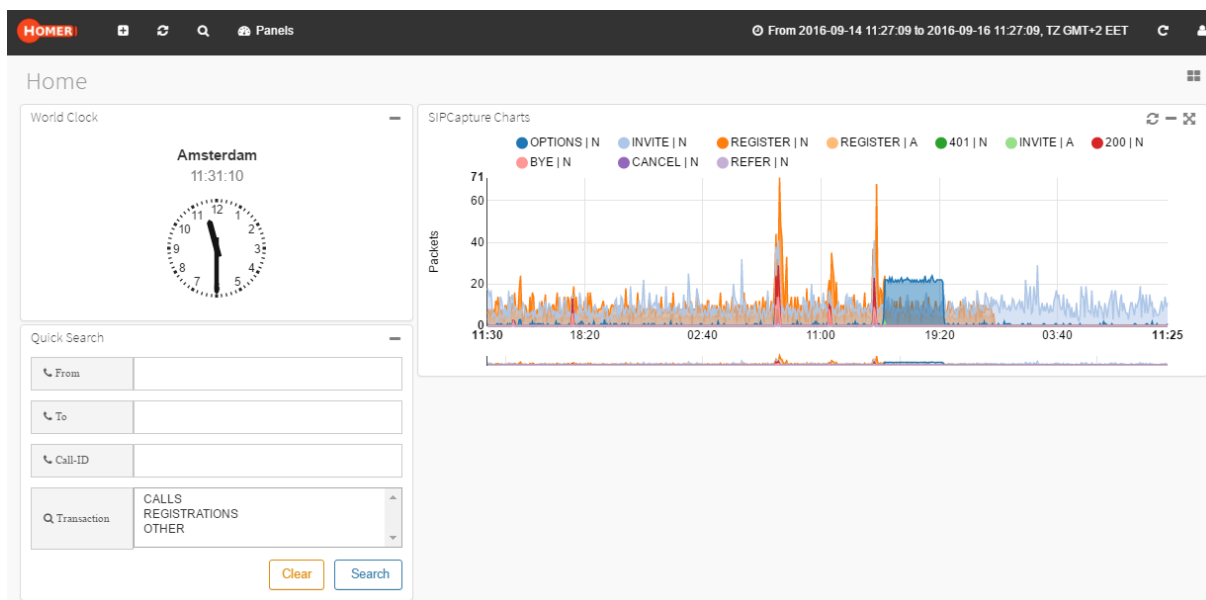 HOMER
Panels
From 2016-09-14 11:27:09 to 2016-09-16 11:27:09, TZ GMT+2 EET
Home
World Clock
Amsterdam
11:31:10
12
11 1
10 2
9 3
8 4
7 5
Quick Search
From
To
Call-ID
Transaction
CALLS
REGISTRATIONS
OTHER
Clear Search
SIPCapture Charts
OPTIONS | N INVITE | N REGISTER | N REGISTER | A 401 | N INVITE | A 200 | N
BYE | N CANCEL | N REFER | N
Packets
71
60
40
20
0
11:30 18:20 02:40 11:00 19:20 03:40 11:25